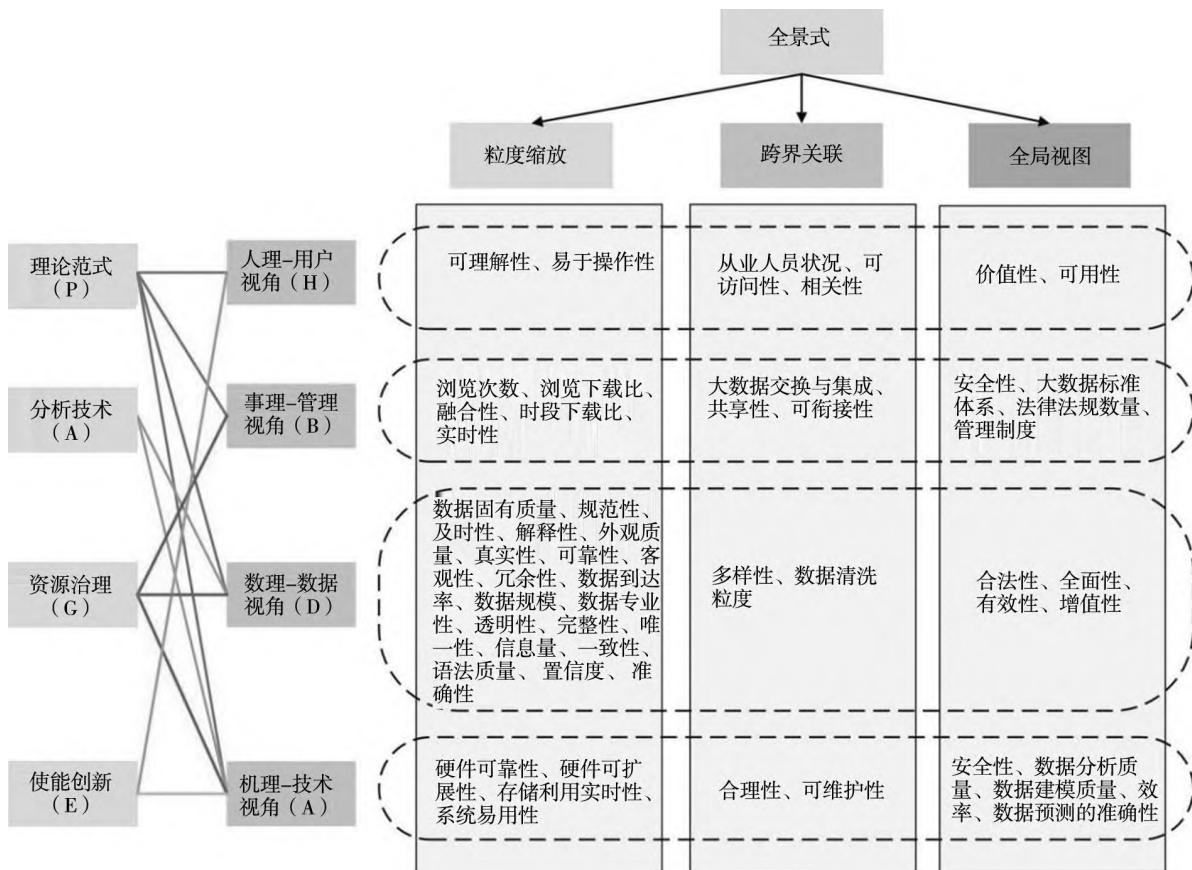 全景式
粒度缩放
跨界关联
全局视图
理论范式
（P）
人理-用户
视角（H）
可理解性、易于操作性
从业人员状况、可
访问性、相关性
价值性、可用性
分析技术
（A）
事理-管理
视角（B）
浏览次数、浏览下载比、
融合性、时段下载比、
实时性
大数据交换与集成、
共享性、可衔接性
安全性、大数据标准
体系、法律法规数量、
管理制度
资源治理
（G）
数理-数据
视角（D）
数据固有质量、规范性、
及时性、解释性、外观质
量、真实性、可靠性、客
观性、冗余性、数据到达
率、数据规模、数据专业
性、透明性、完整性、唯
一性、信息量、一致性、
语法质量、置信度、准
确性
多样性、数据清洗
粒度
合法性、全面性、
有效性、增值性
使能创新
（E）
机理-技术
视角（A）
硬件可靠性、硬件可扩
展性、存储利用实时性、
系统易用性
合理性、可维护性
安全性、数据分析质
量、数据建模质量、效
率、数据预测的准确性